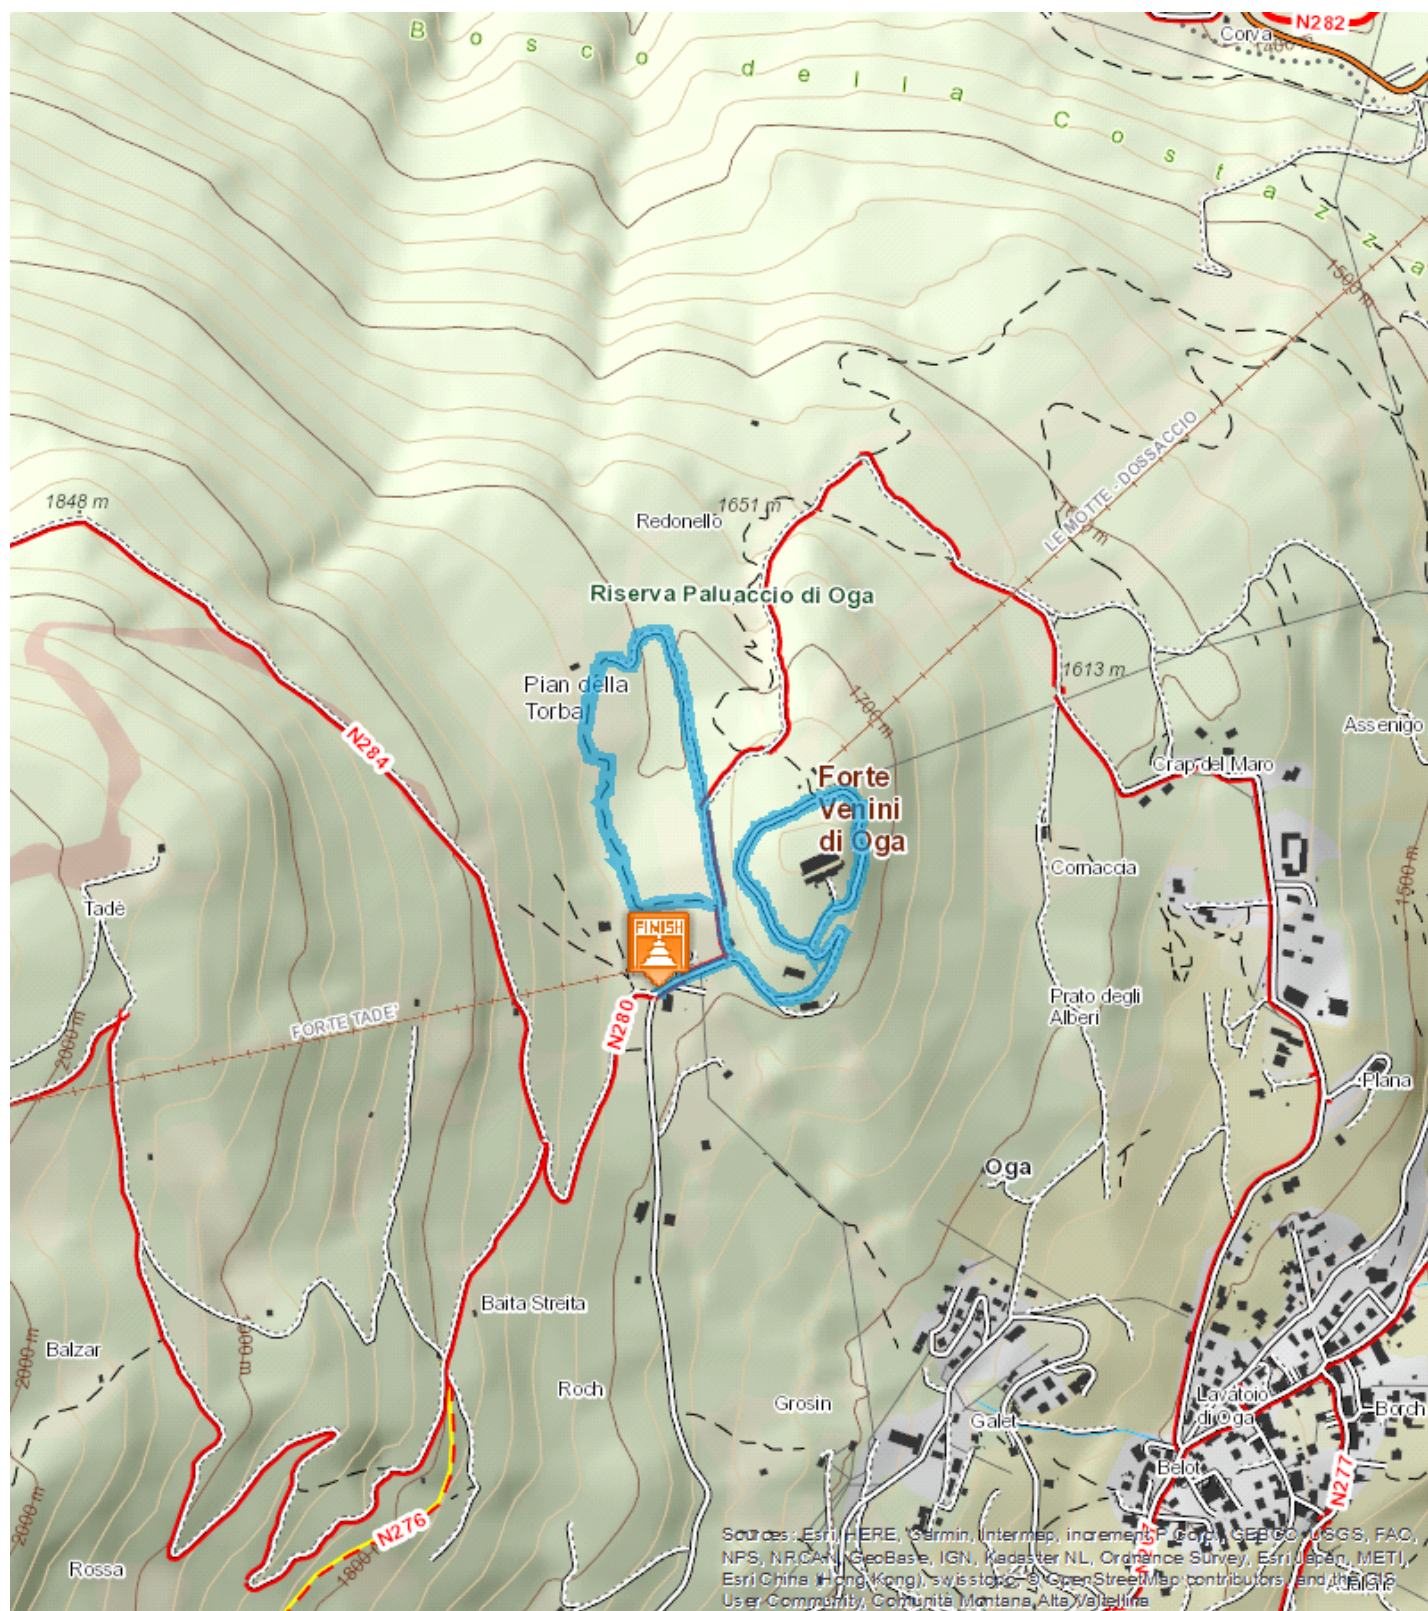 N282
Corva
1400 m
Bosco della Costazza
1500 m
LE MOTTE - DOSSACCIO
1848 m
1651 m
Redonello
Riserva Paluaccio di Oga
1613 m
Pian della
Torba
1700 m
N284
Assenigo
Crap del Maro
Forte
Venini
di Oga
1500 m
Cornaccia
Tadè
FINISH
Prato degli
Alberi
N280
FORTE TADE'
2000 m
Plana
Oga
Baita Streita
1900 m
2000 m
Balzar
Roch
Grosin
Lavatoio
di Oga
Borch
Galet
Belot
N277
2000 m
N276
1800
Rossa
N267
Sources: Esri, HERE, Garmin, Intermap, increment P Corp., GEBCO, USGS, FAO,
NPS, NRCAN, GeoBase, IGN, Kadaster NL, Ordnance Survey, Esri Japan, METI,
Esri China (Hong Kong), swisstopo, © OpenStreetMap contributors, and the GIS
User Community, Comunità Montana Alta Valtellina